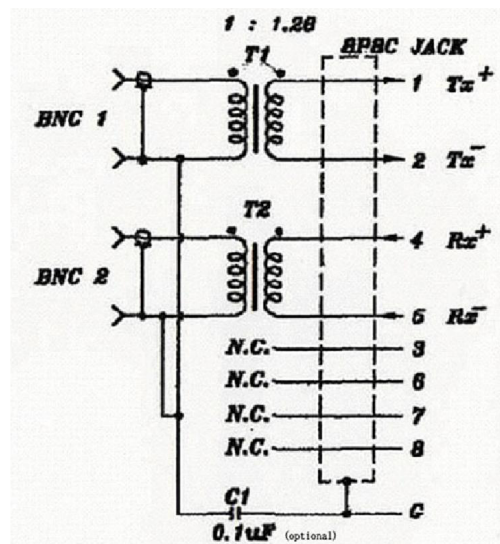 1 : 1.26
T1
8P8C JACK
1 Tx+
BNC 1
2 Tx-
T2
4 Rx+
BNC 2
5 Rx-
N.C. 3
N.C. 6
N.C. 7
N.C. 8
C1
G
0.1uF (optional)